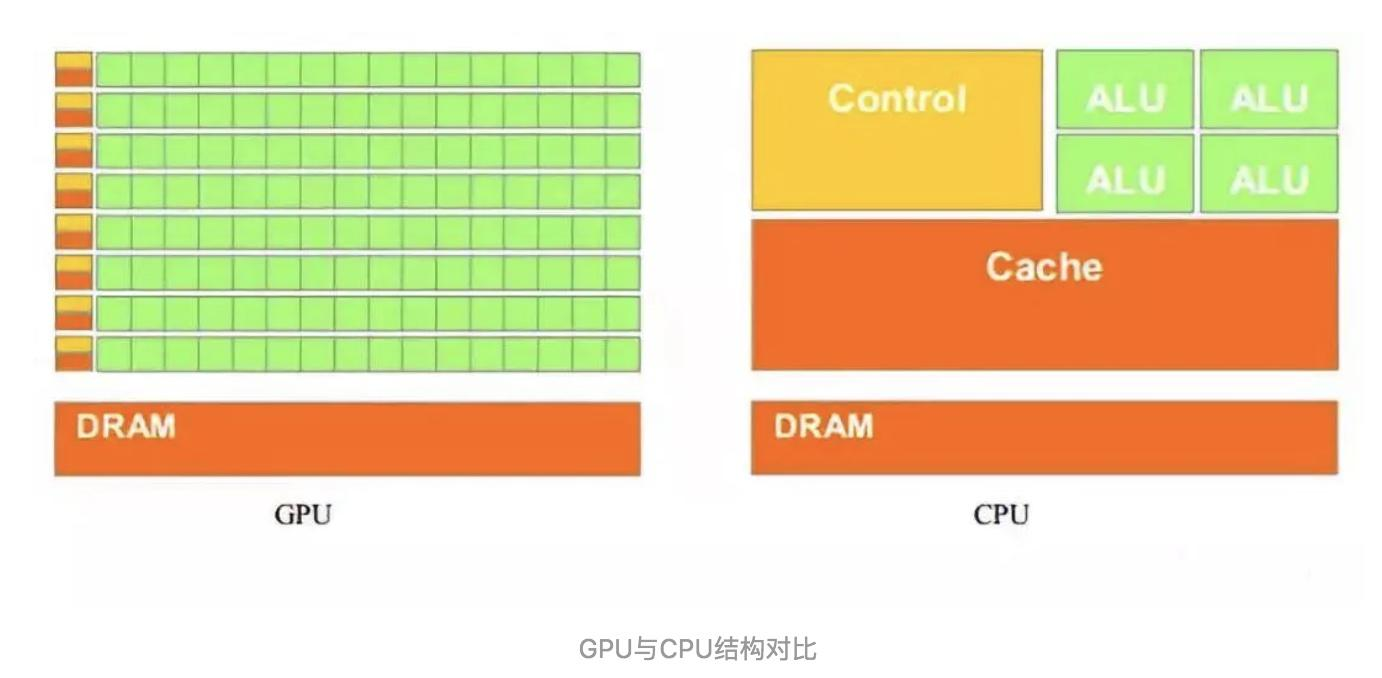 Control
ALU ALU
ALU ALU
Cache
DRAM
DRAM
GPU
CPU
GPU与CPU结构对比